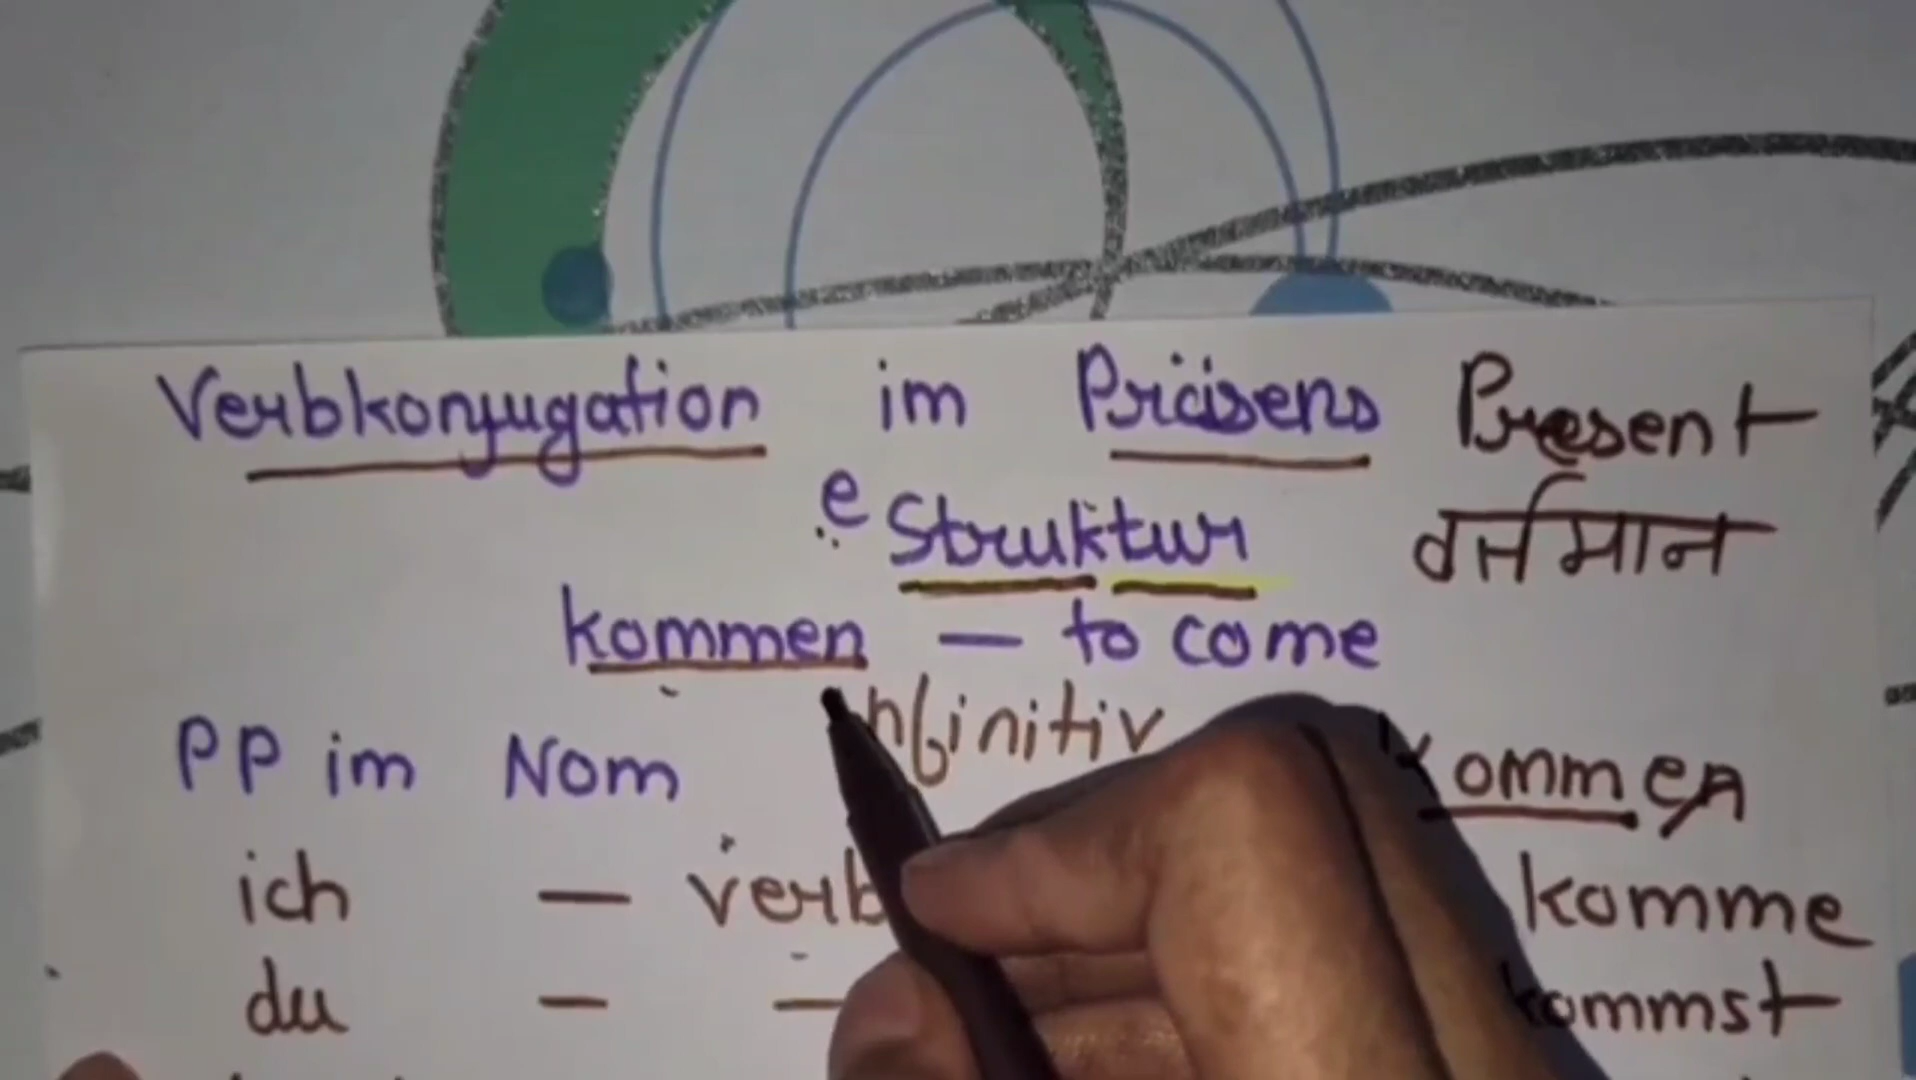 Verbkonjugation im Präsens Present
e Struktur वर्तमान
kommen — to come
PP im Nom kommen
ich — verb komme
du — — kommst